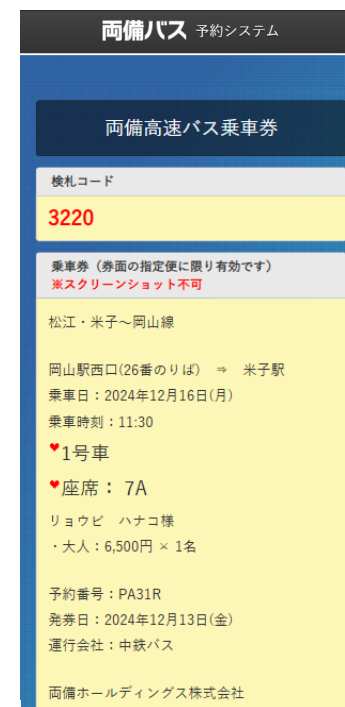 両備バス 予約システム
両備高速バス乗車券
検札コード
3220
乗車券（券面の指定便に限り有効です）
※スクリーンショット不可
松江・米子～岡山線
岡山駅西口(26番のりば)　⇒　米子駅
乗車日：2024年12月16日(月)
乗車時刻：11:30
♥1号車
♥座席： 7A
リョウビ　ハナコ様
・大人：6,500円 × 1名
予約番号：PA31R
発券日：2024年12月13日(金)
運行会社：中鉄バス
両備ホールディングス株式会社